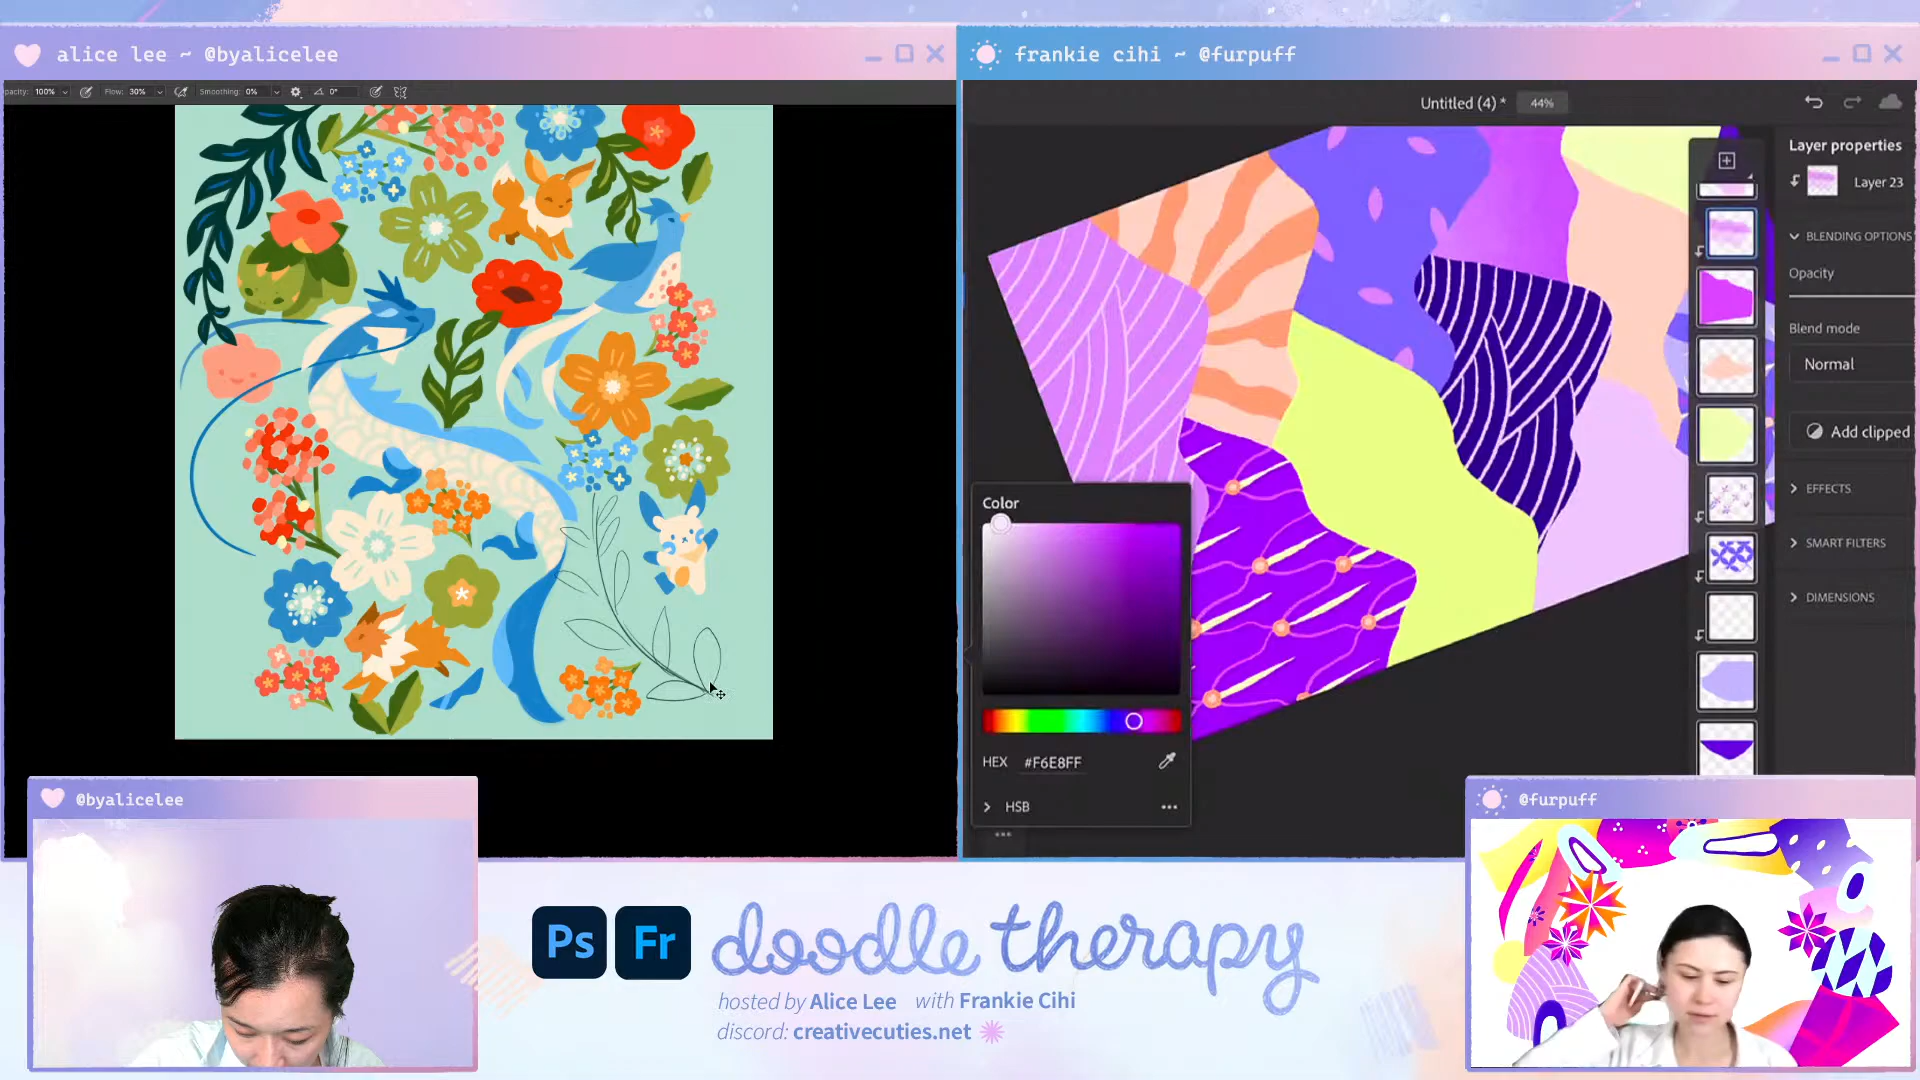 alice lee ~ @byalicelee
pacity: 100% Flow: 30% Smoothing: 0% 0°
frankie cihi ~ @furpuff
Untitled (4) * 44%
Layer properties
Layer 23
BLENDING OPTIONS
Opacity
Blend mode
Normal
Add clipped
EFFECTS
SMART FILTERS
DIMENSIONS
Color
HEX #F6E8FF
HSB
@byalicelee
@furpuff
Ps Fr doodle therapy
hosted by Alice Lee with Frankie Cihi
discord: creativecuties.net